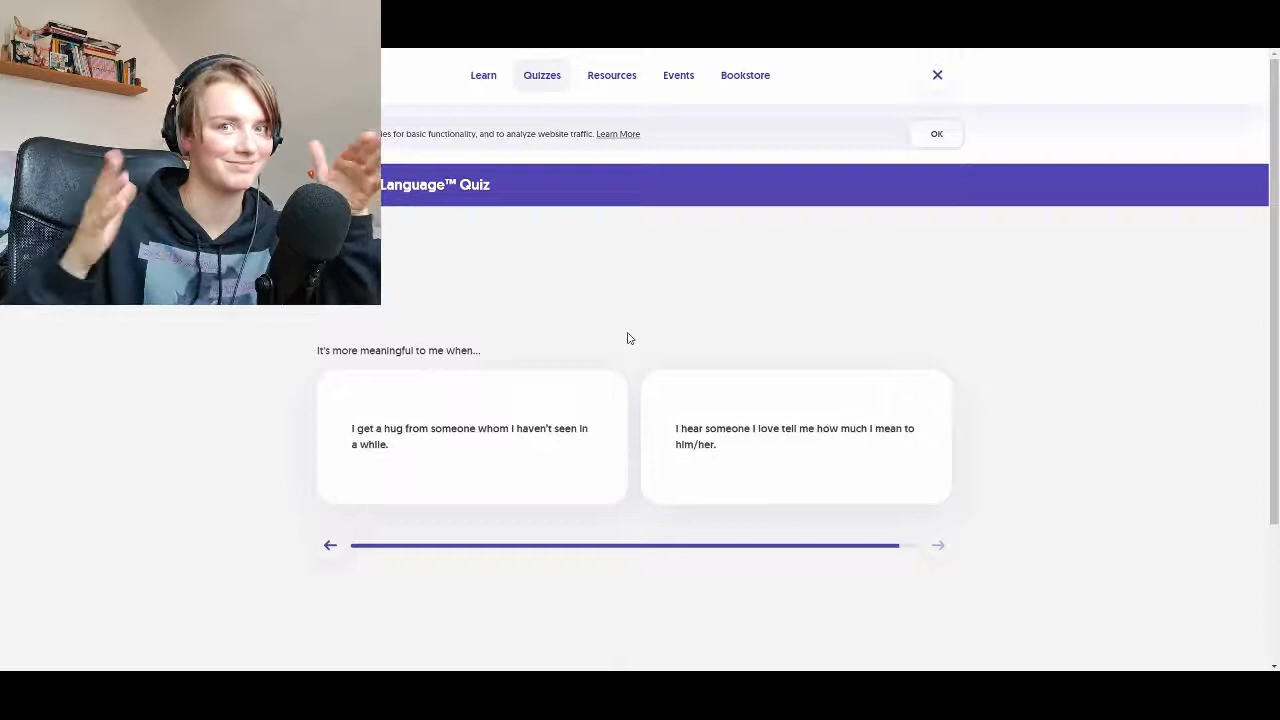 Learn Quizzes Resources Events Bookstore
for basic functionality, and to analyze website traffic. Learn More
OK
Language™ Quiz
It's more meaningful to me when...
I get a hug from someone whom I haven't seen in
a while.
I hear someone I love tell me how much I mean to
him/her.